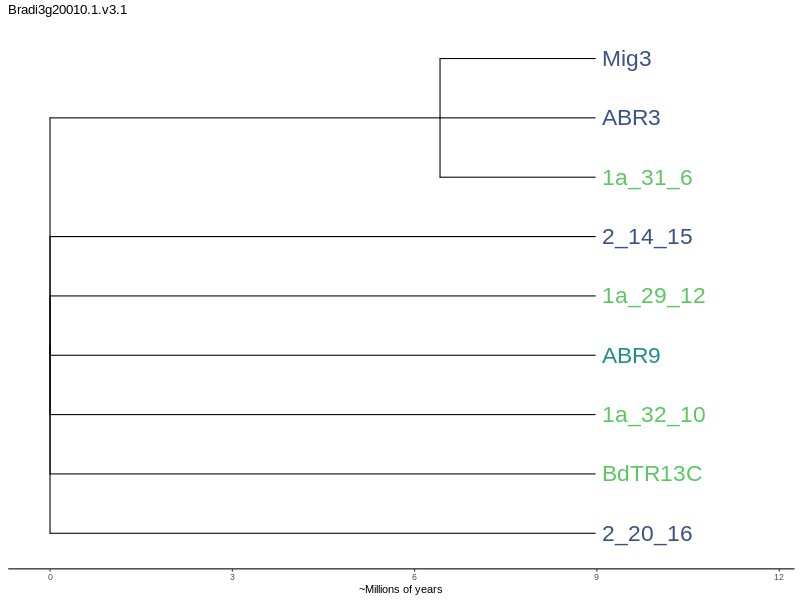 Bradi3g20010.1.v3.1
Mig3
ABR3
1a_31_6
2_14_15
1a_29_12
ABR9
1a_32_10
BdTR13C
2_20_16
0 3 6 9 12
~Millions of years